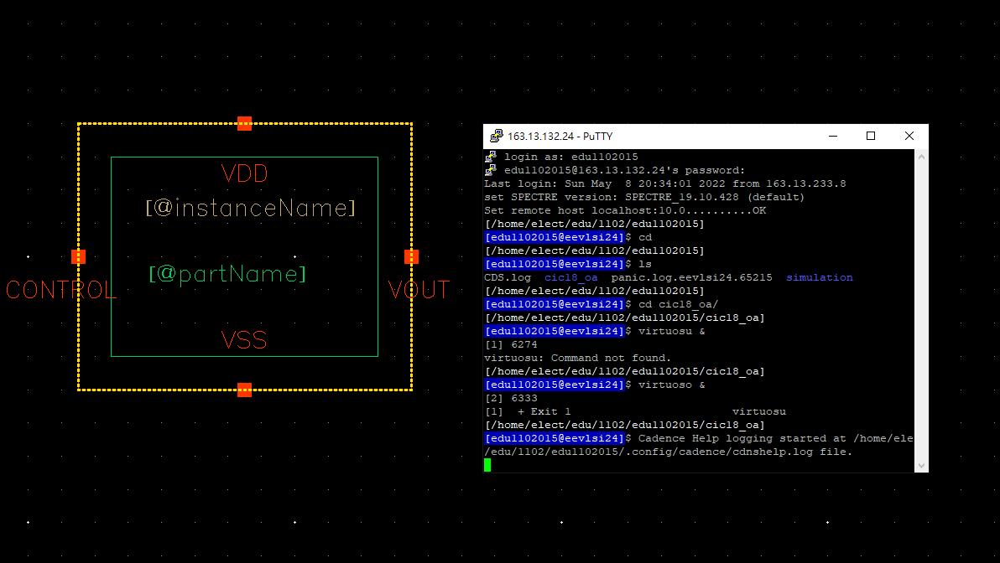 VDD
[@instanceName]
[@partName]
CONTROL
VOUT
VSS
163.13.132.24 - PuTTY
login as: edu1102015
edu1102015@163.13.132.24's password:
Last login: Sun May  8 20:34:01 2022 from 163.13.233.8
set SPECTRE version: SPECTRE_19.10.428 (default)
Set remote host localhost:10.0..........OK
[/home/elect/edu/1102/edu1102015]
[edu1102015@eevlsi24]$ cd
[/home/elect/edu/1102/edu1102015]
[edu1102015@eevlsi24]$ ls
CDS.log  cic18_oa  panic.log.eevlsi24.65215  simulation
[/home/elect/edu/1102/edu1102015]
[edu1102015@eevlsi24]$ cd cic18_oa/
[/home/elect/edu/1102/edu1102015/cic18_oa]
[edu1102015@eevlsi24]$ virtuosu &
[1] 6274
virtuosu: Command not found.
[/home/elect/edu/1102/edu1102015/cic18_oa]
[edu1102015@eevlsi24]$ virtuoso &
[2] 6333
[1]  + Exit 1                        virtuosu
[/home/elect/edu/1102/edu1102015/cic18_oa]
[edu1102015@eevlsi24]$ Cadence Help logging started at /home/ele
/edu/1102/edu1102015/.config/cadence/cdnshelp.log file.